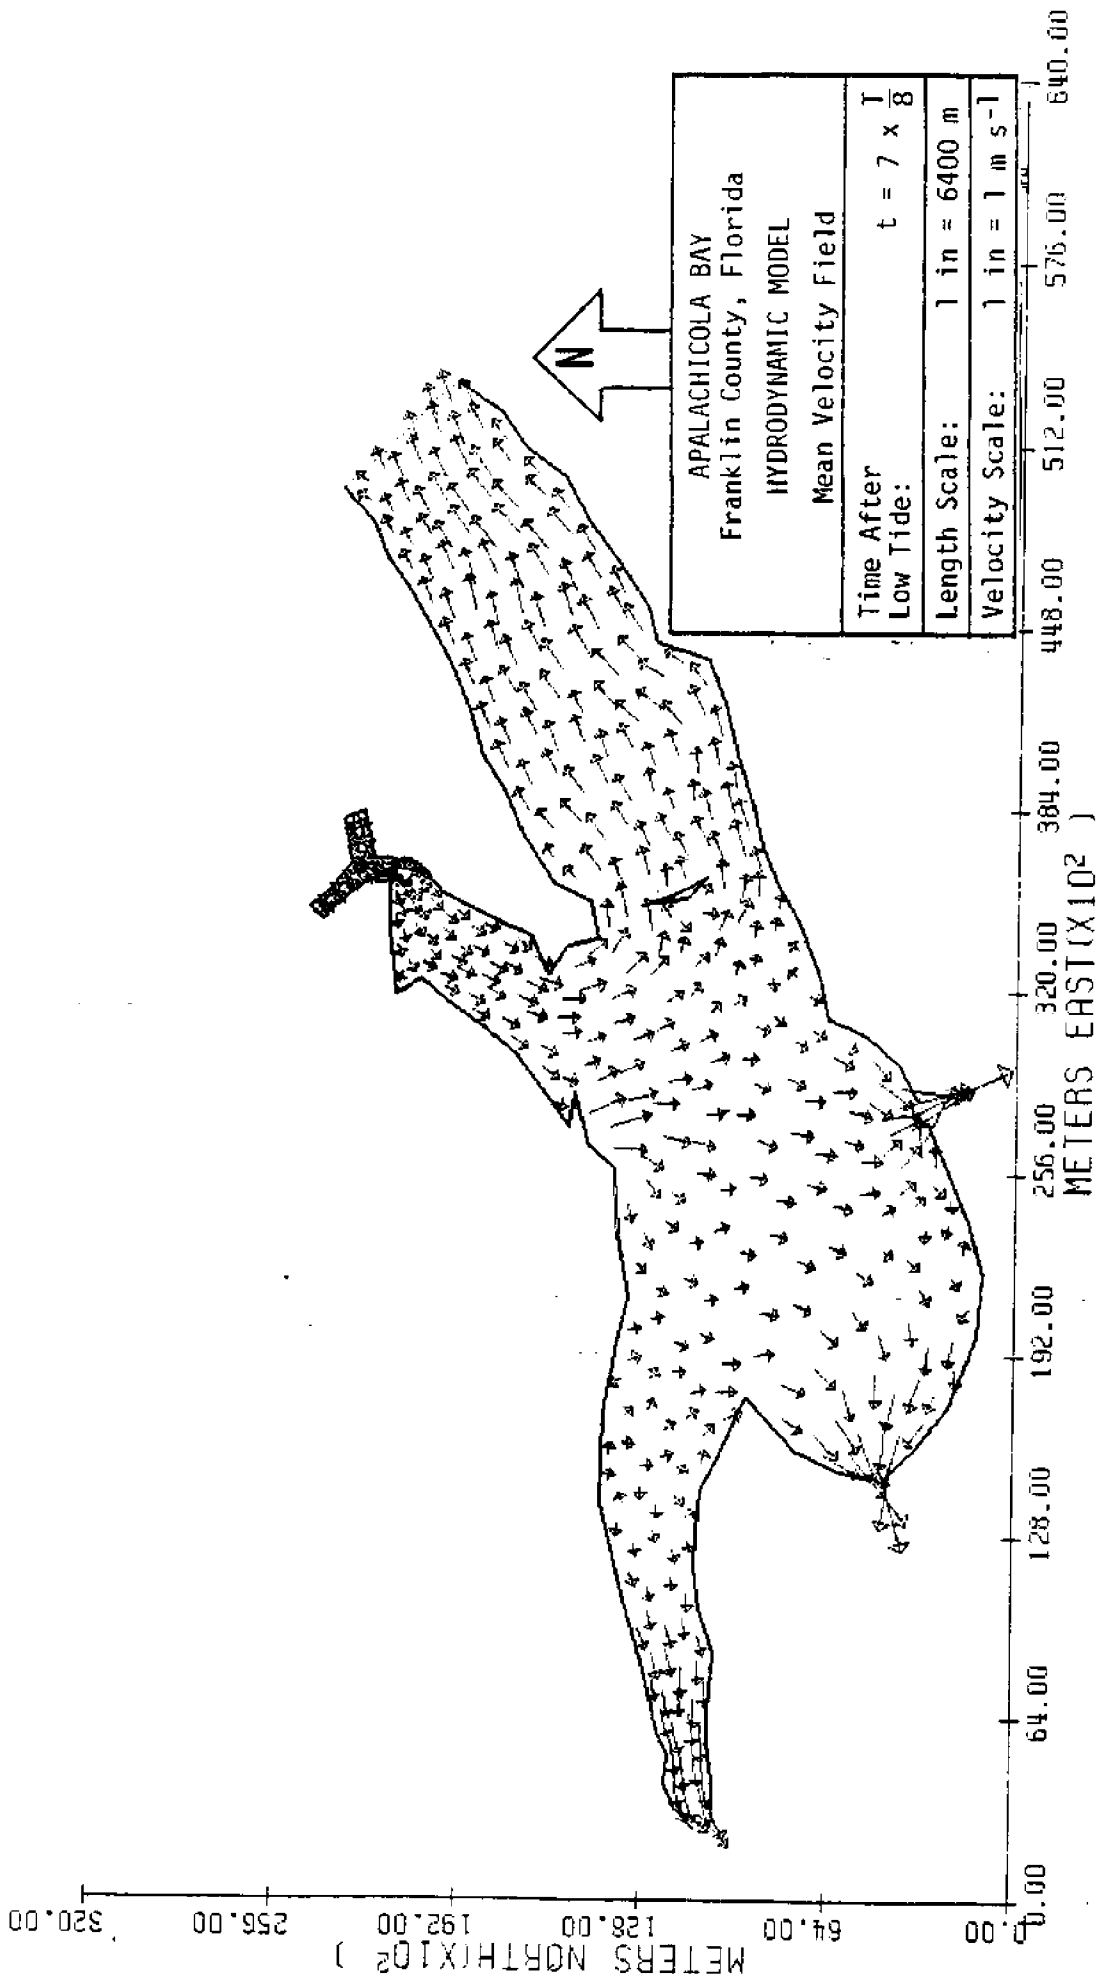 320.00
256.00
192.00
128.00
64.00
0.00
METERS NORTH(X10²)
N
APALACHICOLA BAY
Franklin County, Florida
HYDRODYNAMIC MODEL
Mean Velocity Field
Time After
Low Tide: t = 7 x T/8
Length Scale: 1 in = 6400 m
Velocity Scale: 1 in = 1 m s⁻¹
0.00
64.00
128.00
192.00
256.00
320.00
384.00
448.00
512.00
576.00
640.00
METERS EAST(X10²)